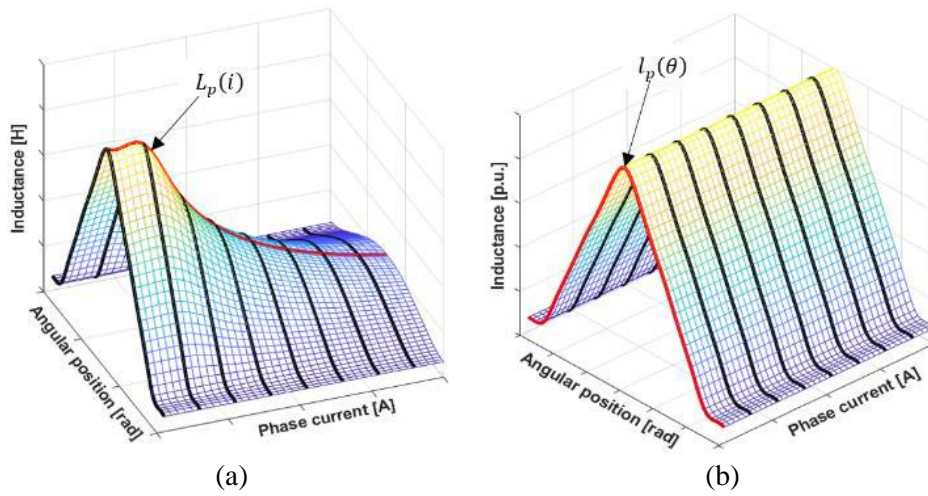 L_p(i)
Inductance [H]
Angular position [rad]
Phase current [A]
(a)
l_p(θ)
Inductance [p.u.]
Angular position [rad]
Phase current [A]
(b)